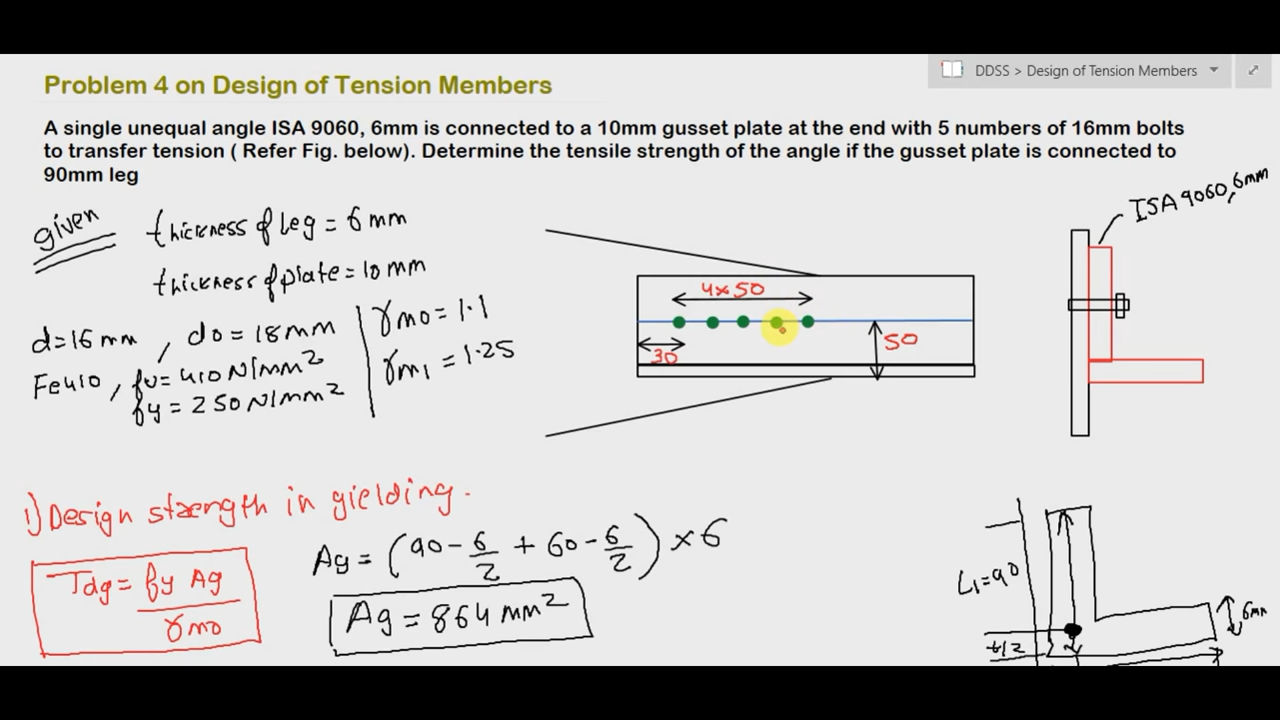 DDSS > Design of Tension Members
Problem 4 on Design of Tension Members
A single unequal angle ISA 9060, 6mm is connected to a 10mm gusset plate at the end with 5 numbers of 16mm bolts
to transfer tension ( Refer Fig. below). Determine the tensile strength of the angle if the gusset plate is connected to
90mm leg
given
thickness of leg = 6 mm
thickness of plate = 10 mm
d=16 mm , do = 18 mm
Fe410 , fu = 410 N/mm²
fy = 250 N/mm²
γmo = 1.1
γm1 = 1.25
4×50
30
50
ISA 9060, 6mm
1) Design strength in yielding.
Tdg = fy Ag / γmo
Ag = (90 - 6/2 + 60 - 6/2) × 6
Ag = 864 mm²
L1=90
6mm
t/2